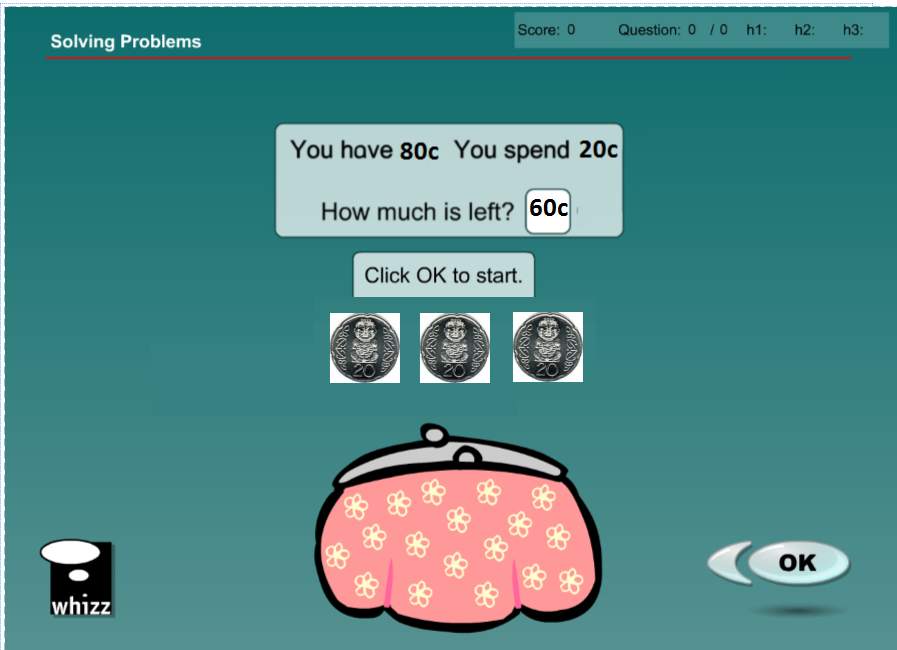 Solving Problems
Score: 0 Question: 0 / 0 h1: h2: h3:
You have 80c You spend 20c
How much is left? 60c
Click OK to start.
20 20 20
whizz
OK